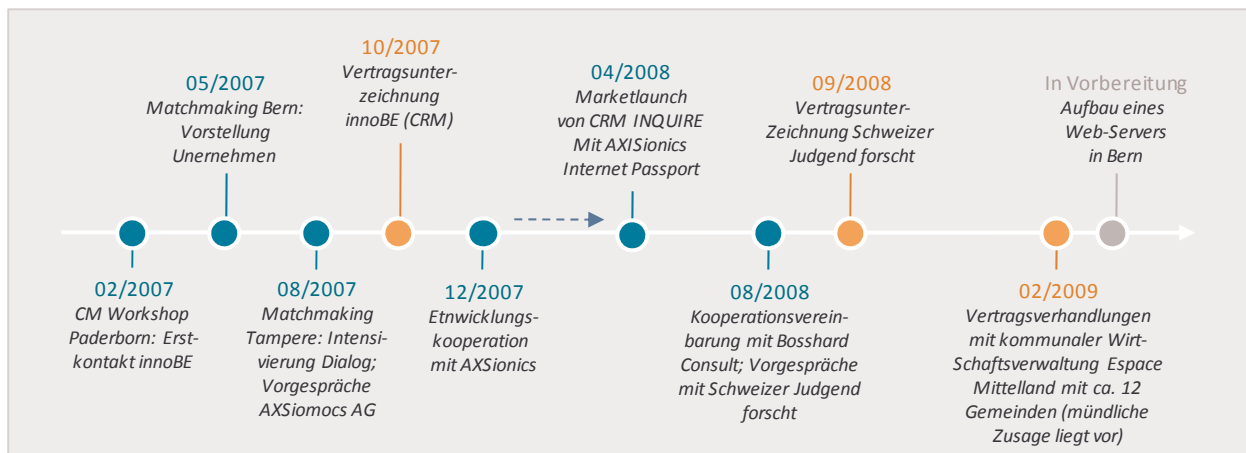 10/2007
Vertragsunter-
zeichnung
innoBE (CRM)
05/2007
Matchmaking Bern:
Vorstellung
Unernehmen
04/2008
Marketlaunch
von CRM INQUIRE
Mit AXISionics
Internet Passport
09/2008
Vertragsunter-
Zeichnung Schweizer
Judgend forscht
In Vorbereitung
Aufbau eines
Web-Servers
in Bern
02/2007
CM Workshop
Paderborn: Erst-
kontakt innoBE
08/2007
Matchmaking
Tampere: Intensi-
vierung Dialog;
Vorgespräche
AXSiomocs AG
12/2007
Etnwicklungs-
kooperation
mit AXSionics
08/2008
Kooperationsverein-
barung mit Bosshard
Consult; Vorgespräche
mit Schweizer Judgend
forscht
02/2009
Vertragsverhandlungen
mit kommunaler Wirt-
Schaftsverwaltung Espace
Mittelland mit ca. 12
Gemeinden (mündliche
Zusage liegt vor)